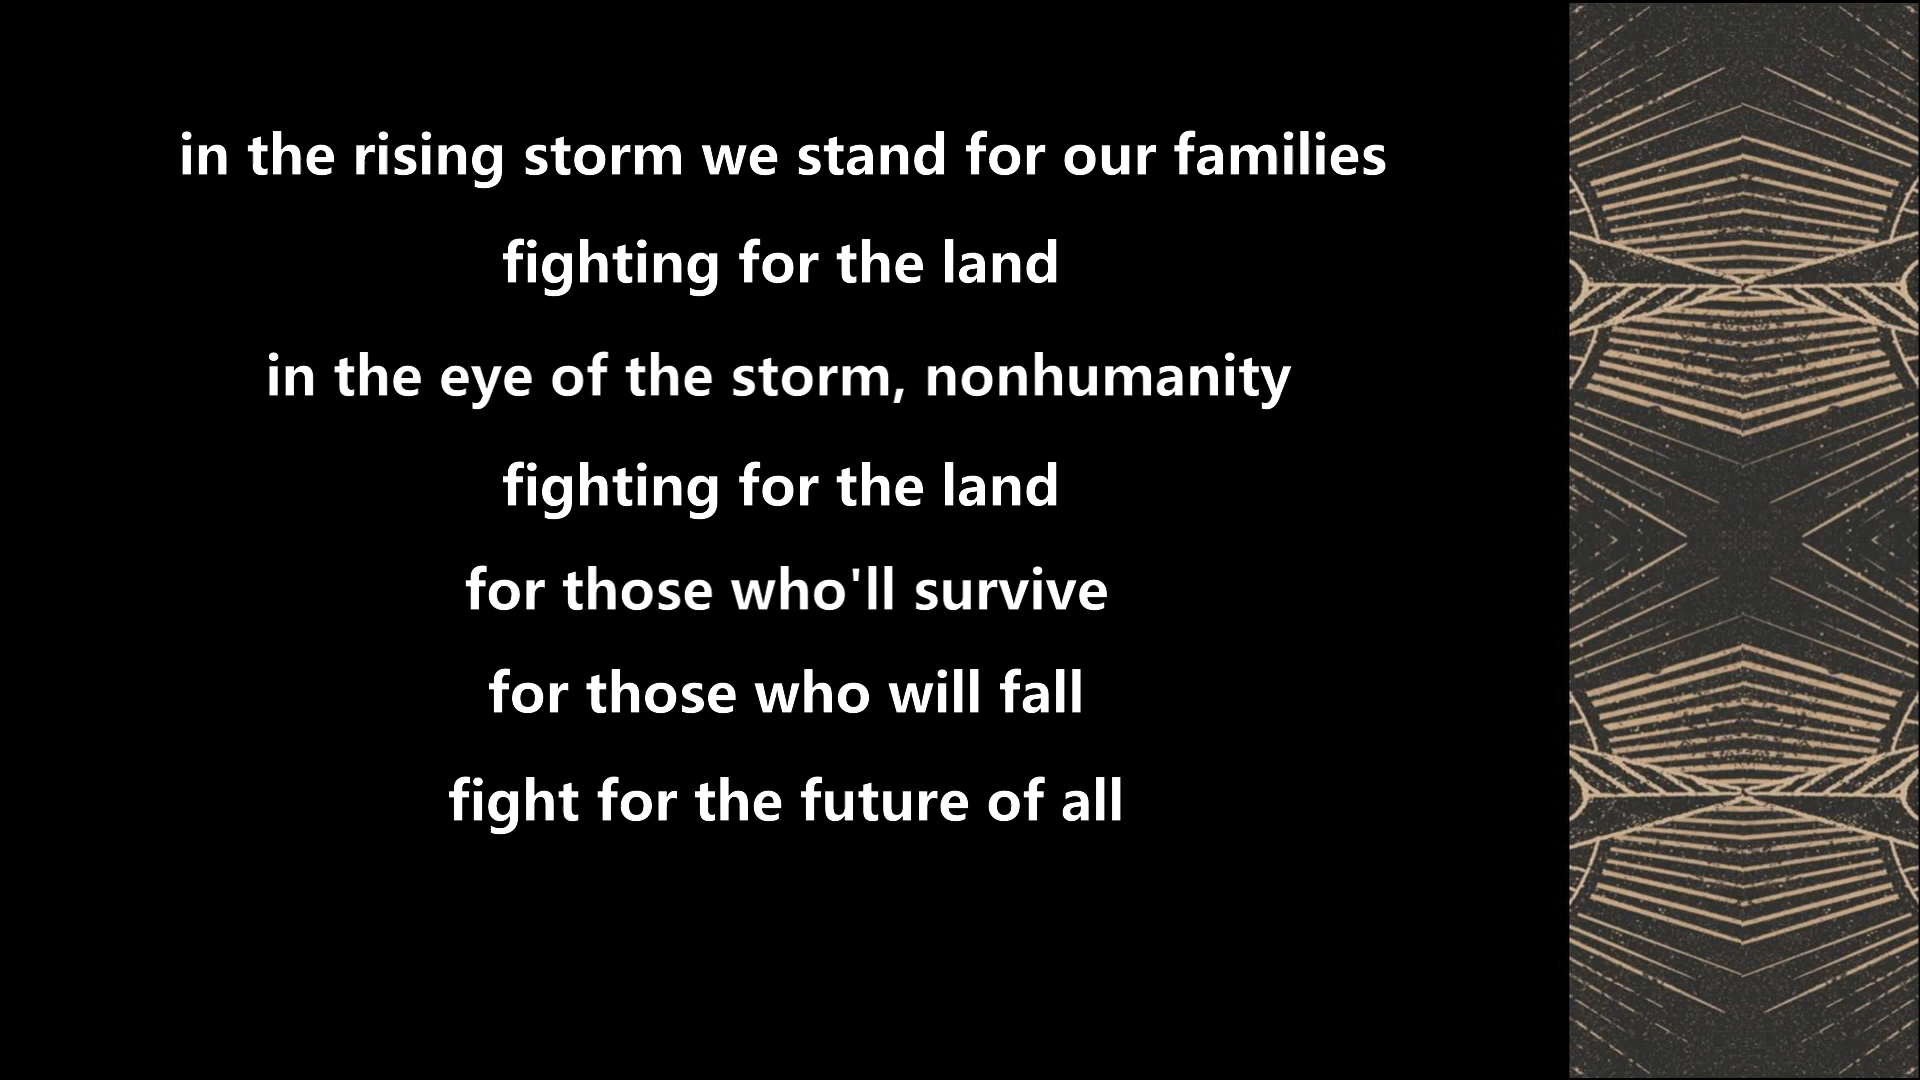 in the rising storm we stand for our families
fighting for the land
in the eye of the storm, nonhumanity
fighting for the land
for those who'll survive
for those who will fall
fight for the future of all